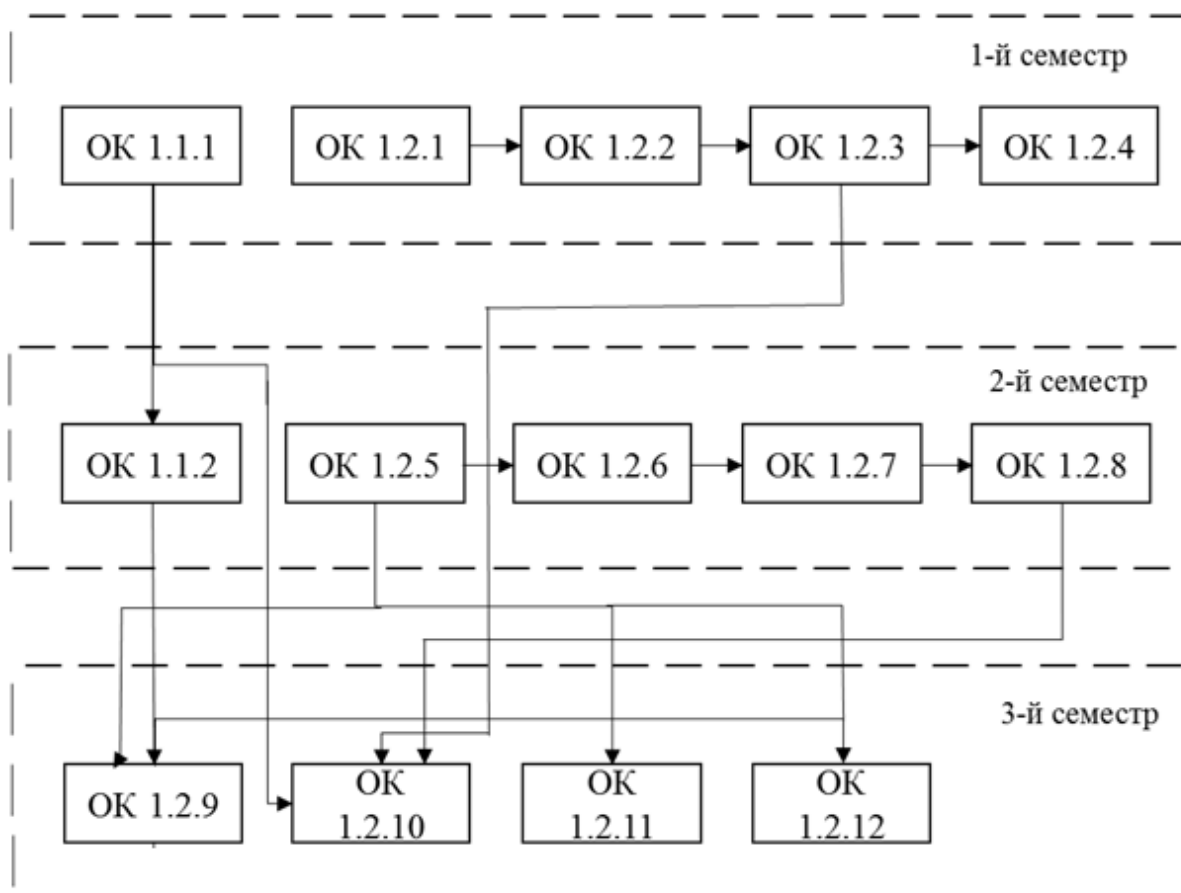 1-й семестр
ОК 1.1.1
ОК 1.2.1
ОК 1.2.2
ОК 1.2.3
ОК 1.2.4
2-й семестр
ОК 1.1.2
ОК 1.2.5
ОК 1.2.6
ОК 1.2.7
ОК 1.2.8
3-й семестр
ОК 1.2.9
ОК
1.2.10
ОК
1.2.11
ОК
1.2.12